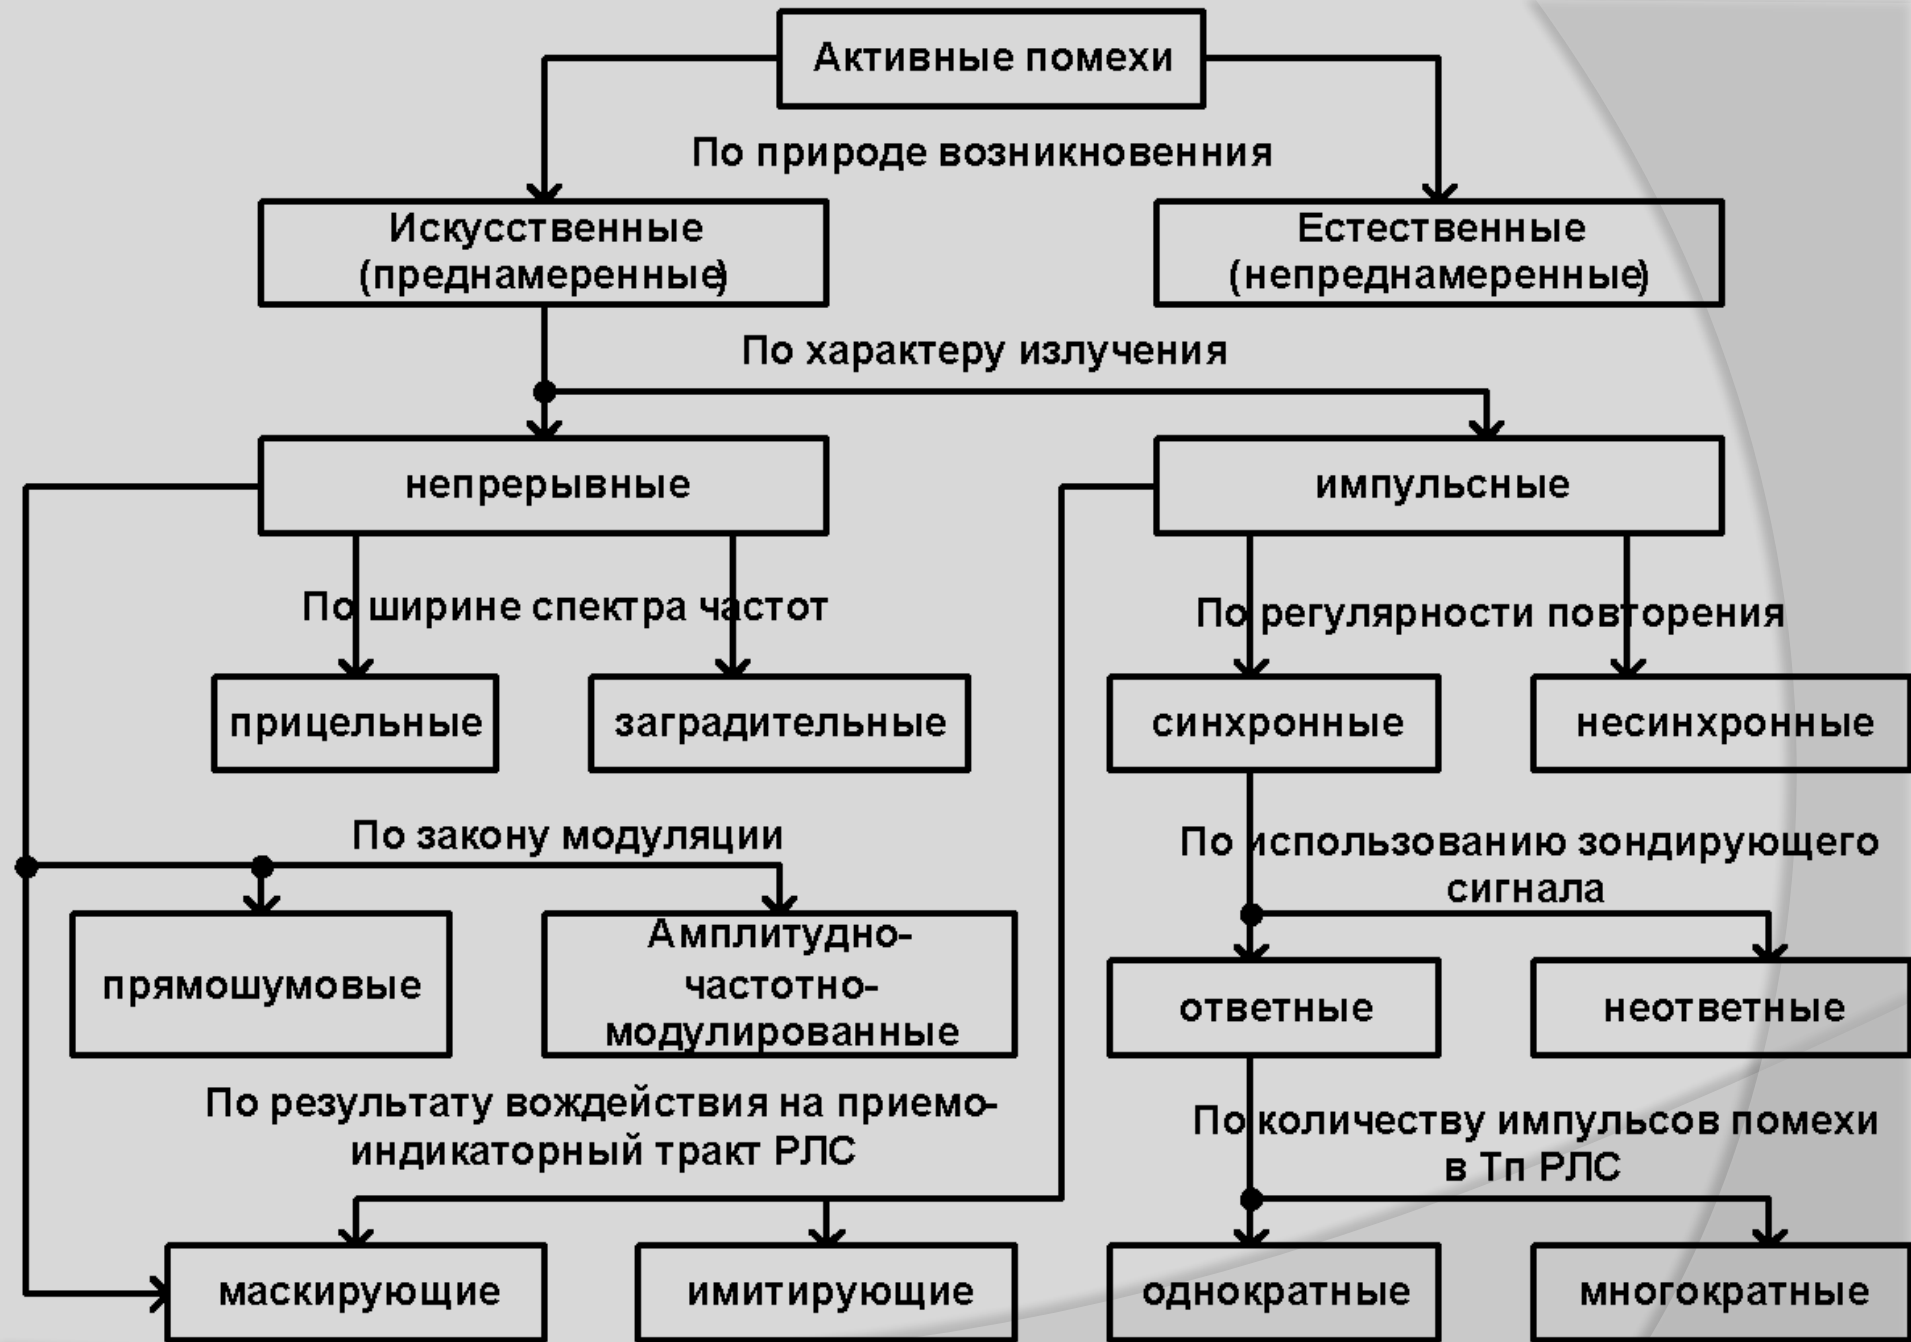 Активные помехи
По природе возникновенния
Искусственные
(преднамеренные)
Естественные
(непреднамеренные)
По характеру излучения
непрерывные
импульсные
По ширине спектра частот
По регулярности повторения
прицельные
заградительные
синхронные
несинхронные
По закону модуляции
По использованию зондирующего
сигнала
прямошумовые
Амплитудно-
частотно-
модулированные
ответные
неответные
По результату вождействия на приемо-
индикаторный тракт РЛС
По количеству импульсов помехи
в Тп РЛС
маскирующие
имитирующие
однократные
многократные